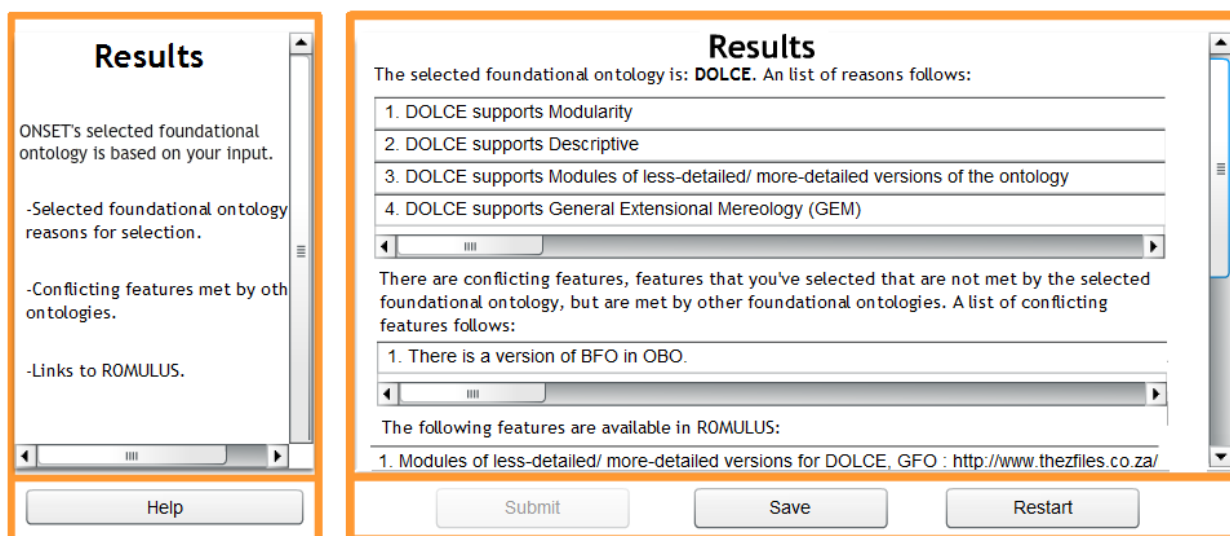 Results
ONSET's selected foundational
ontology is based on your input.
-Selected foundational ontology
reasons for selection.
-Conflicting features met by oth
ontologies.
-Links to ROMULUS.
Help
Results
The selected foundational ontology is: DOLCE. An list of reasons follows:
1. DOLCE supports Modularity
2. DOLCE supports Descriptive
3. DOLCE supports Modules of less-detailed/ more-detailed versions of the ontology
4. DOLCE supports General Extensional Mereology (GEM)
There are conflicting features, features that you've selected that are not met by the selected
foundational ontology, but are met by other foundational ontologies. A list of conflicting
features follows:
1. There is a version of BFO in OBO.
The following features are available in ROMULUS:
1. Modules of less-detailed/ more-detailed versions for DOLCE, GFO : http://www.thezfiles.co.za/
Submit
Save
Restart